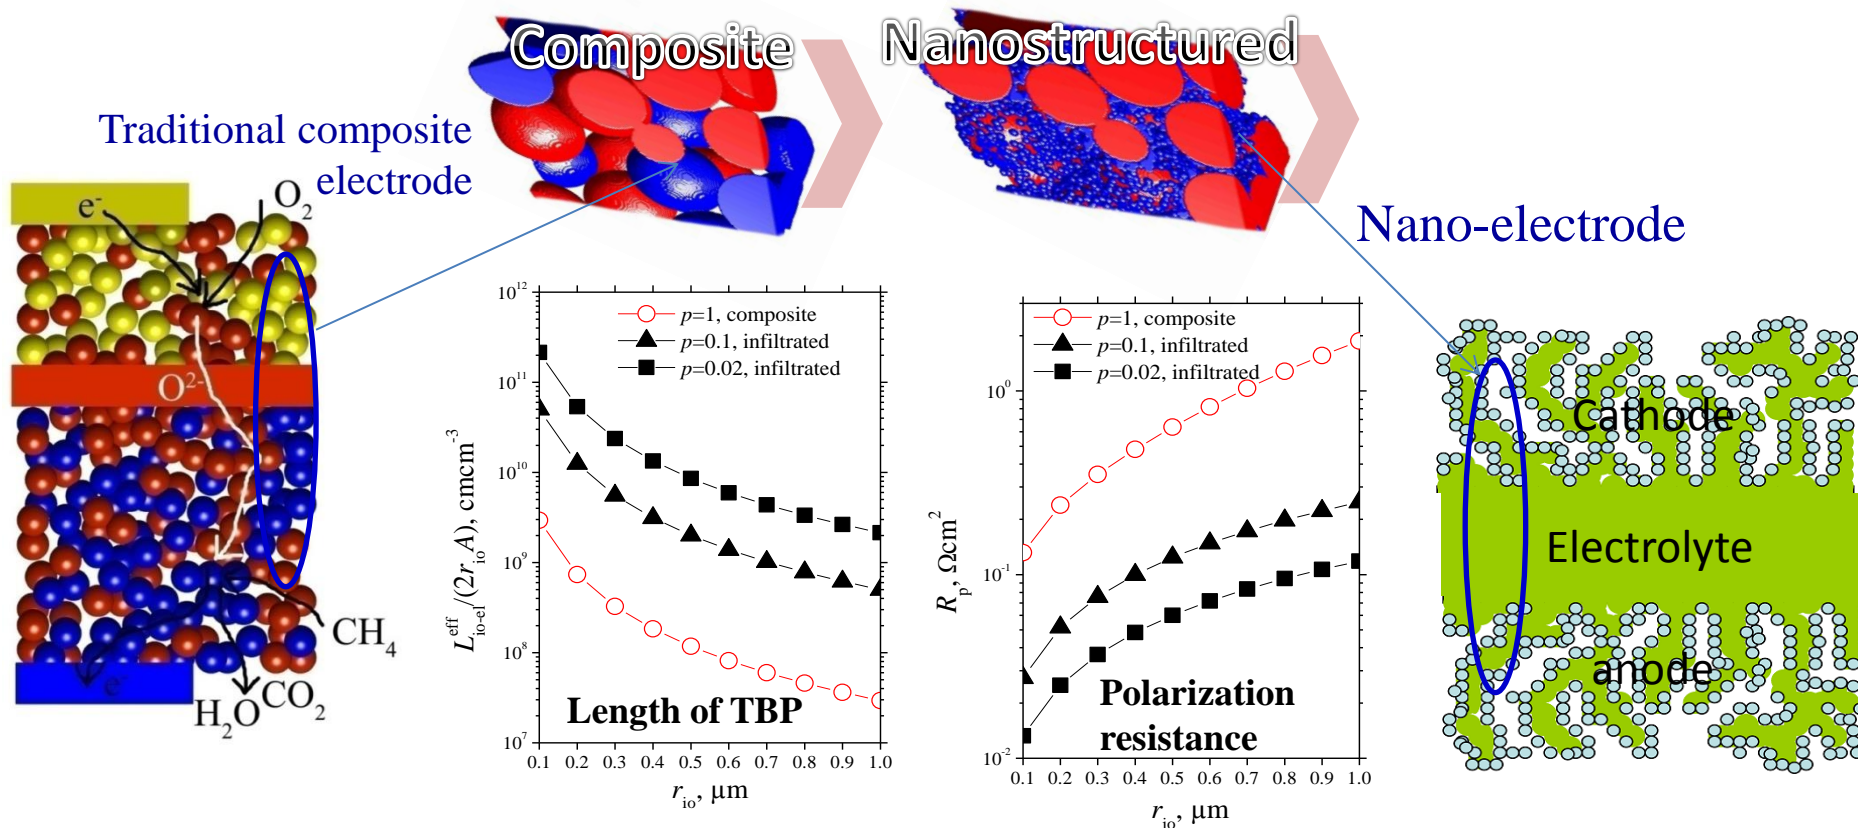 Composite
Nanostructured
Traditional composite
electrode
Nano-electrode
e-
O2
O2-
CH4
e-
H2O
CO2
10^12
10^11
10^10
10^9
10^8
10^7
p=1, composite
p=0.1, infiltrated
p=0.02, infiltrated
L^eff_io-el/(2r_io A), cmcm^-3
Length of TBP
0.1 0.2 0.3 0.4 0.5 0.6 0.7 0.8 0.9 1.0
r_io, μm
10^0
10^-1
10^-2
p=1, composite
p=0.1, infiltrated
p=0.02, infiltrated
R_p, Ωcm^2
Polarization
resistance
0.1 0.2 0.3 0.4 0.5 0.6 0.7 0.8 0.9 1.0
r_io, μm
Cathode
Electrolyte
anode